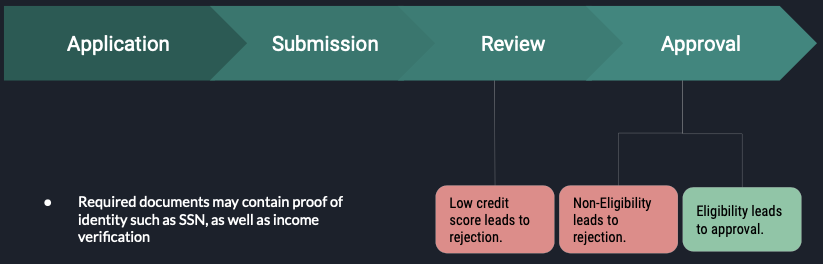 Application
Submission
Review
Approval
● Required documents may contain proof of
identity such as SSN, as well as income
verification
Low credit
score leads to
rejection.
Non-Eligibility
leads to
rejection.
Eligibility leads
to approval.